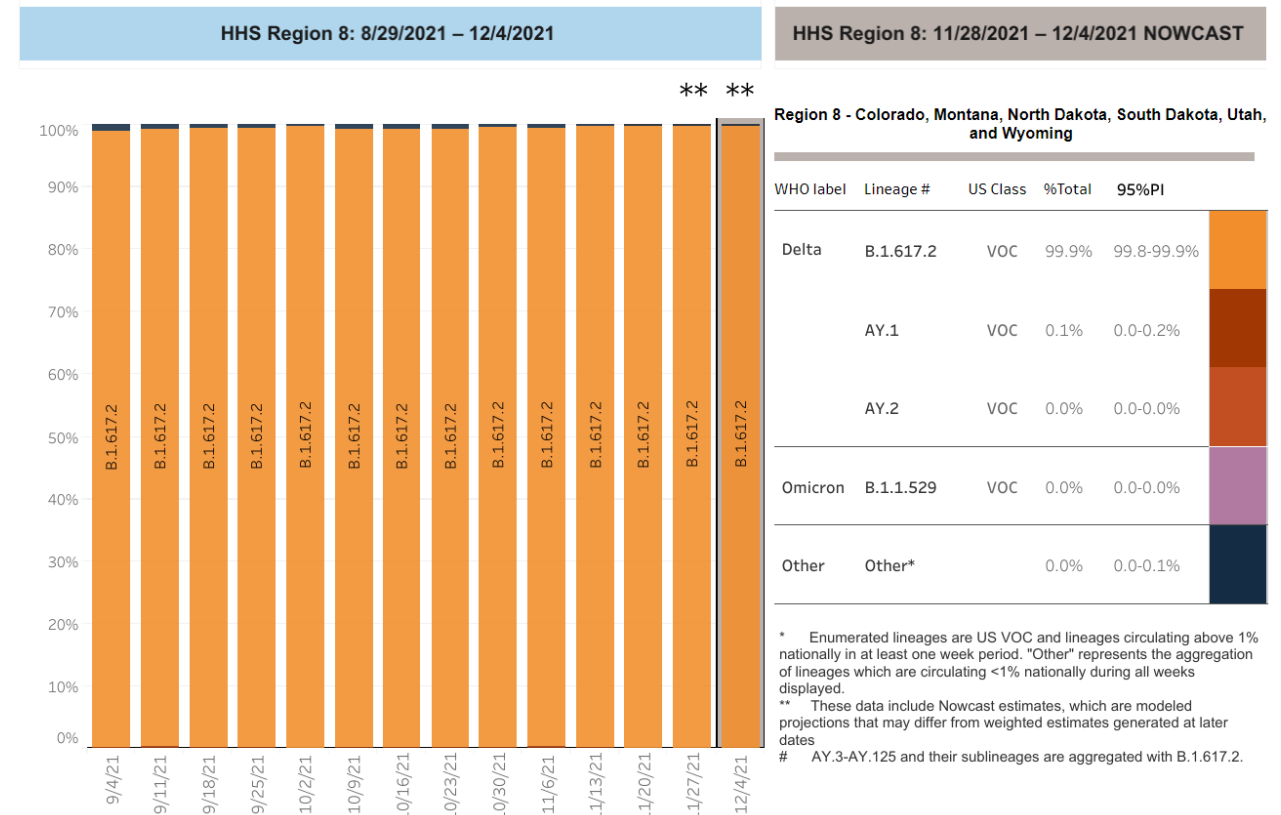 HHS Region 8: 8/29/2021 – 12/4/2021
HHS Region 8: 11/28/2021 – 12/4/2021 NOWCAST
** **
100%
90%
80%
70%
60%
50%
40%
30%
20%
10%
0%
B.1.617.2 B.1.617.2 B.1.617.2 B.1.617.2 B.1.617.2 B.1.617.2 B.1.617.2 B.1.617.2 B.1.617.2 B.1.617.2 B.1.617.2 B.1.617.2 B.1.617.2 B.1.617.2
9/4/21 9/11/21 9/18/21 9/25/21 10/2/21 10/9/21 .0/16/21 .0/23/21 .0/30/21 11/6/21 .1/13/21 .1/20/21 .1/27/21 12/4/21
Region 8 - Colorado, Montana, North Dakota, South Dakota, Utah,
and Wyoming
WHO label Lineage # US Class %Total 95%PI
Delta B.1.617.2 VOC 99.9% 99.8-99.9%
AY.1 VOC 0.1% 0.0-0.2%
AY.2 VOC 0.0% 0.0-0.0%
Omicron B.1.1.529 VOC 0.0% 0.0-0.0%
Other Other* 0.0% 0.0-0.1%
* Enumerated lineages are US VOC and lineages circulating above 1%
nationally in at least one week period. "Other" represents the aggregation
of lineages which are circulating <1% nationally during all weeks
displayed.
** These data include Nowcast estimates, which are modeled
projections that may differ from weighted estimates generated at later
dates
# AY.3-AY.125 and their sublineages are aggregated with B.1.617.2.